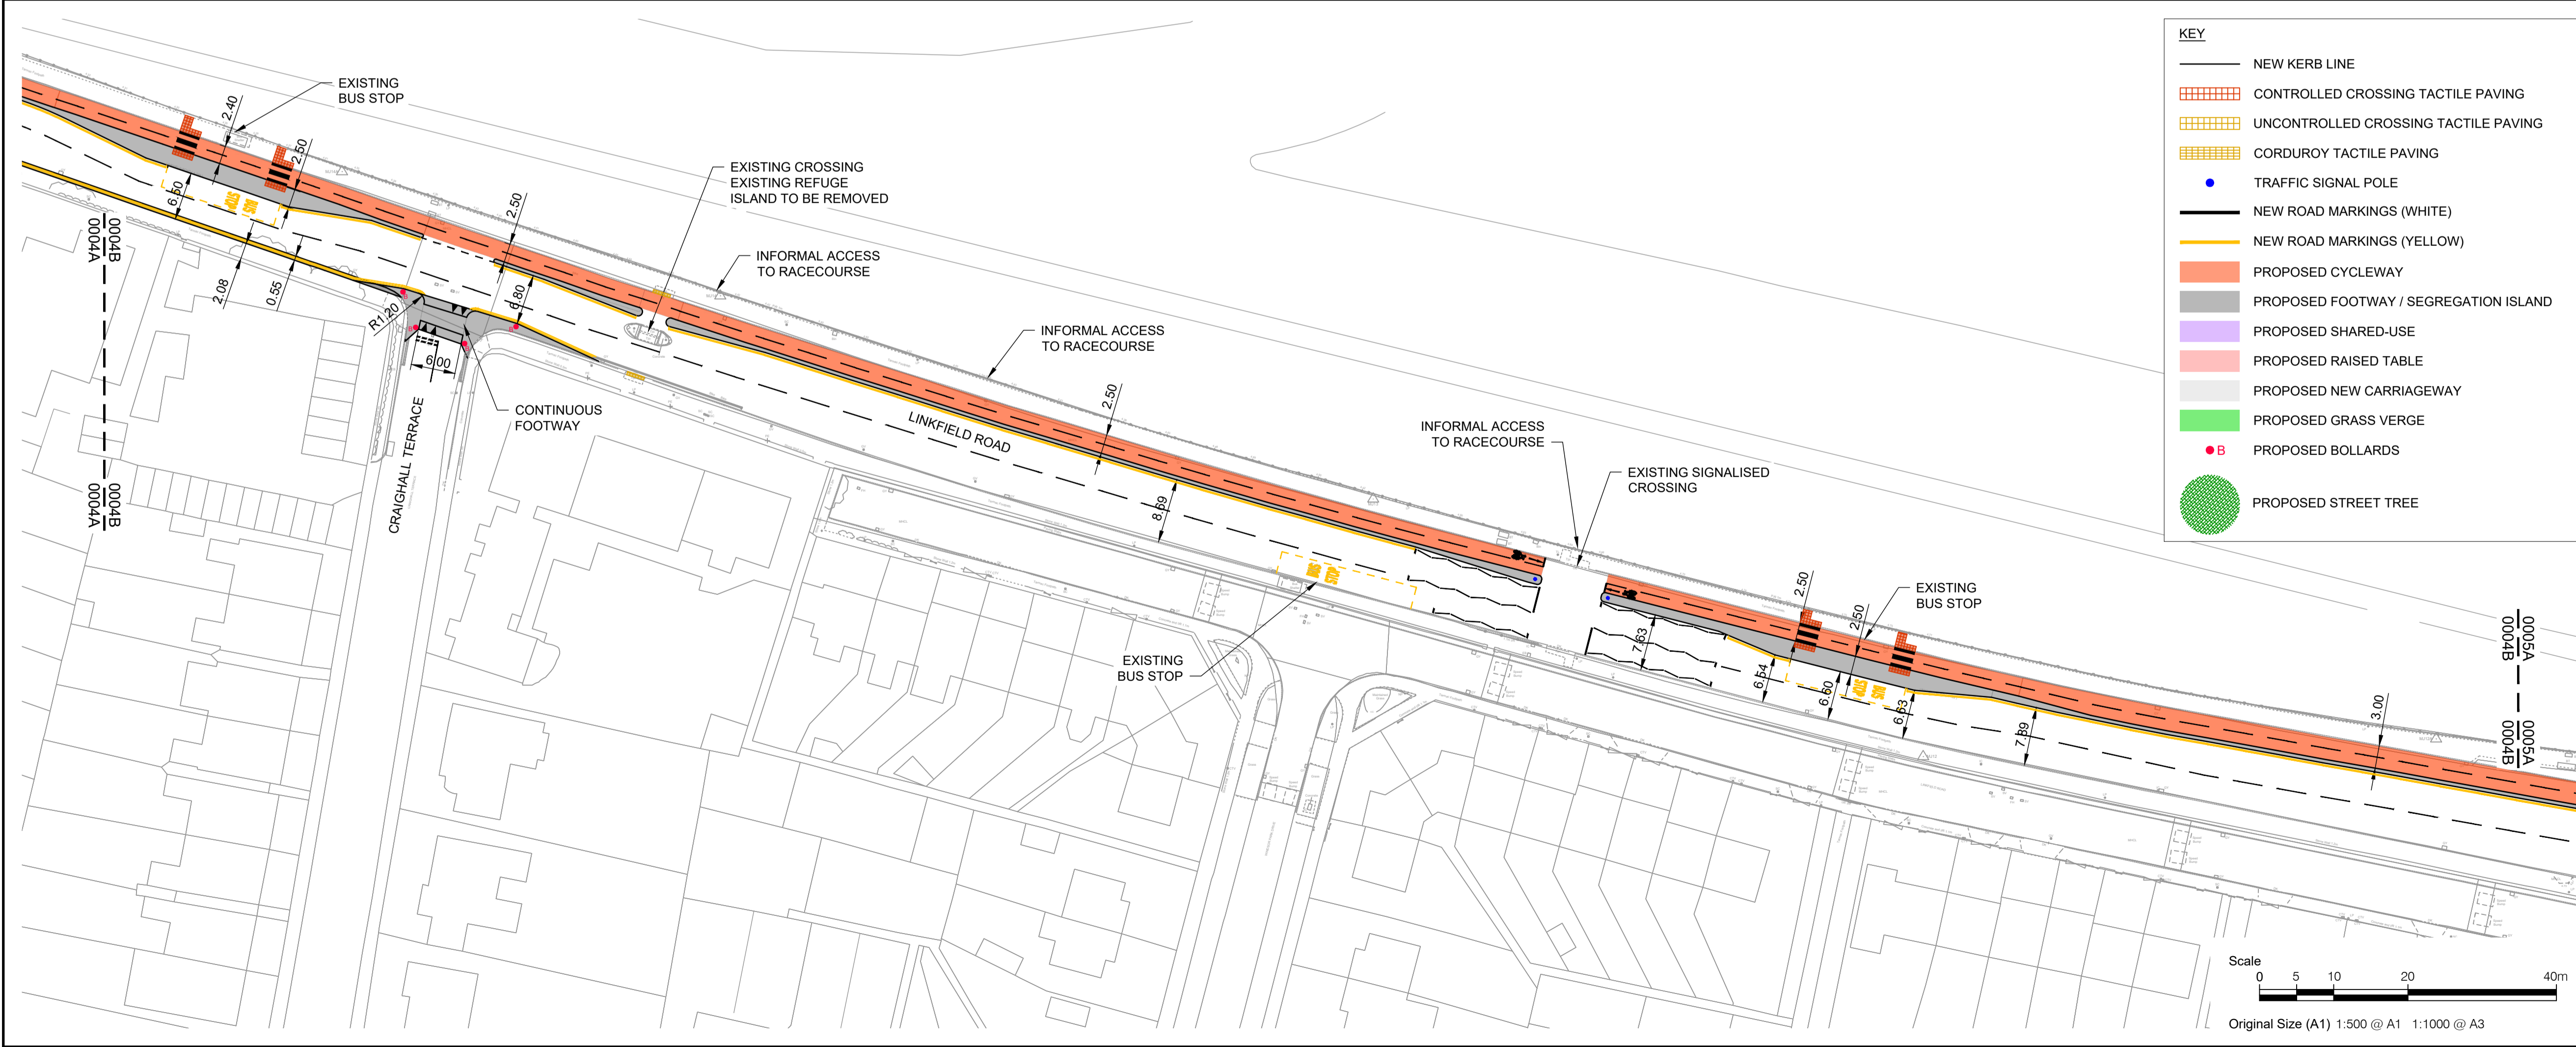 EXISTING
BUS STOP
2.40
2.50
6.50
BUS
STOP
2.08
0.55
0004B
0004A
0004B
0004A
2.50
EXISTING CROSSING
EXISTING REFUGE
ISLAND TO BE REMOVED
INFORMAL ACCESS
TO RACECOURSE
6.80
R1.20
B
B
6.00
CONTINUOUS
FOOTWAY
CRAIGHALL TERRACE
LINKFIELD ROAD
INFORMAL ACCESS
TO RACECOURSE
2.50
8.69
INFORMAL ACCESS
TO RACECOURSE
EXISTING SIGNALISED
CROSSING
BUS
STOP
EXISTING
BUS STOP
7.63
2.50
2.50
EXISTING
BUS STOP
6.54
6.60
BUS
STOP
6.63
7.89
3.00
0005A
0004B
0005A
0004B
KEY
NEW KERB LINE
CONTROLLED CROSSING TACTILE PAVING
UNCONTROLLED CROSSING TACTILE PAVING
CORDUROY TACTILE PAVING
TRAFFIC SIGNAL POLE
NEW ROAD MARKINGS (WHITE)
NEW ROAD MARKINGS (YELLOW)
PROPOSED CYCLEWAY
PROPOSED FOOTWAY / SEGREGATION ISLAND
PROPOSED SHARED-USE
PROPOSED RAISED TABLE
PROPOSED NEW CARRIAGEWAY
PROPOSED GRASS VERGE
B PROPOSED BOLLARDS
PROPOSED STREET TREE
Scale
0 5 10 20 40m
Original Size (A1) 1:500 @ A1 1:1000 @ A3